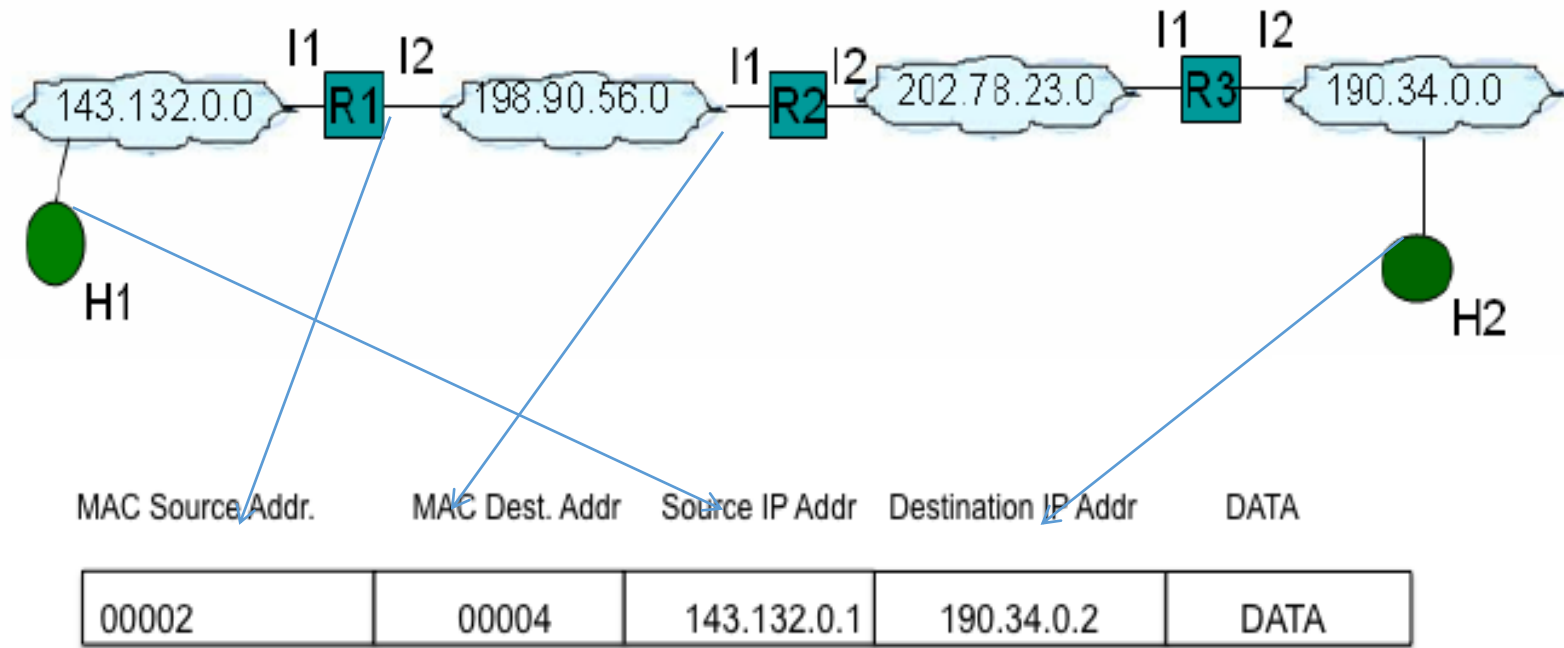 I1 I2 I1 I2 I1 I2
143.132.0.0 R1 198.90.56.0 R2 202.78.23.0 R3 190.34.0.0
H1 H2
MAC Source Addr. MAC Dest. Addr Source IP Addr Destination IP Addr DATA
00002 00004 143.132.0.1 190.34.0.2 DATA